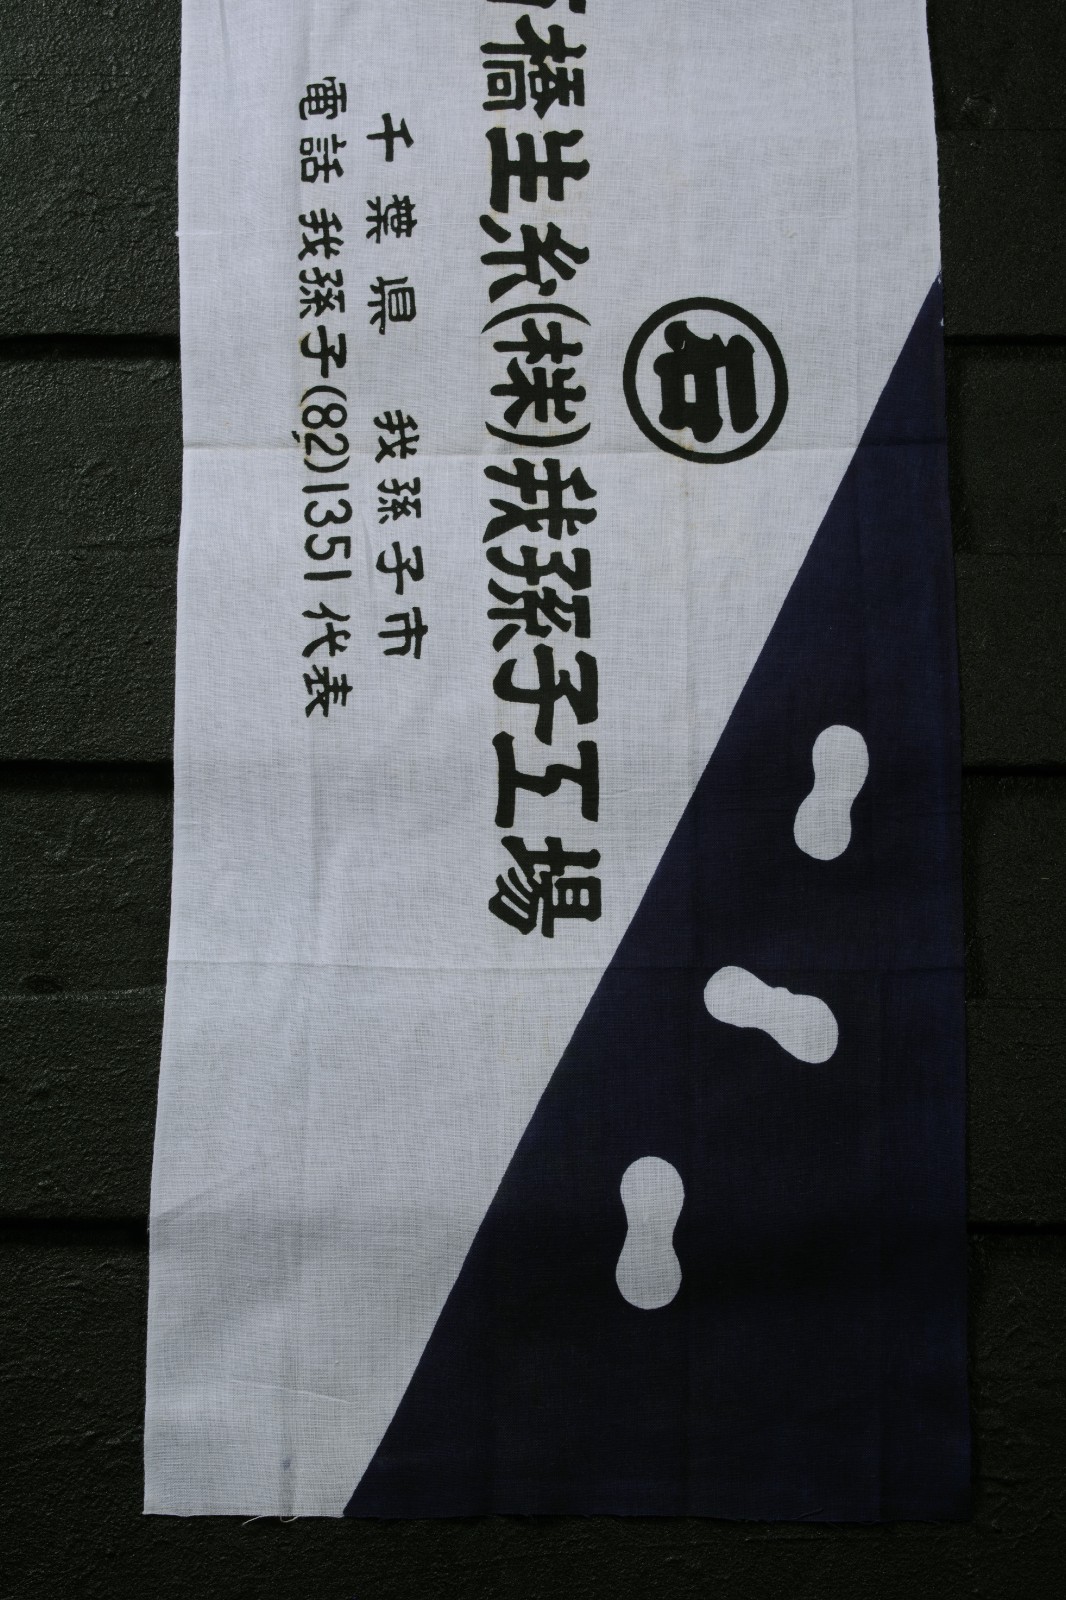 石
橋生糸(株)我孫子工場
千葉県 我孫子市
電話 我孫子(82)1351 代表